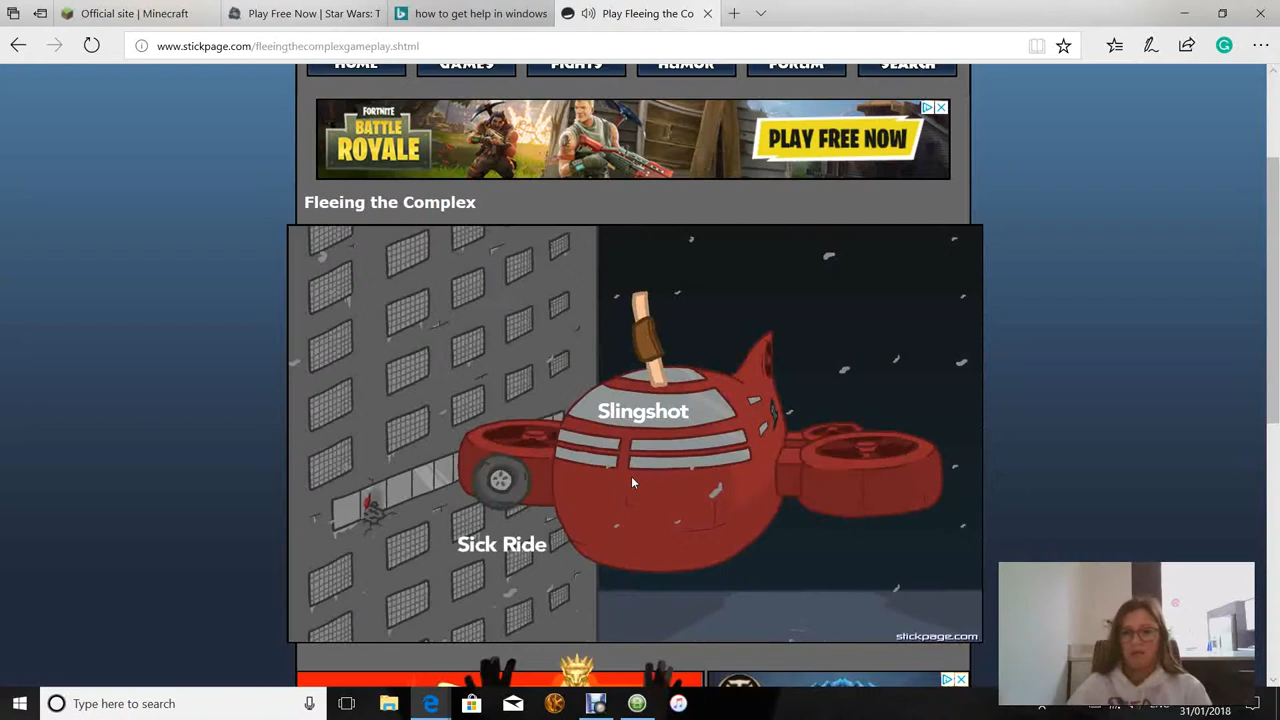 Official site | Minecraft
Play Free Now | Star Wars: T
how to get help in windows
Play Fleeing the Co
www.stickpage.com/fleeingthecomplexgameplay.shtml
HOME GAMES FIGHTS HUMOR FORUM SEARCH
FORTNITE
BATTLE
ROYALE
PLAY FREE NOW
Fleeing the Complex
Slingshot
Sick Ride
stickpage.com
Type here to search
31/01/2018